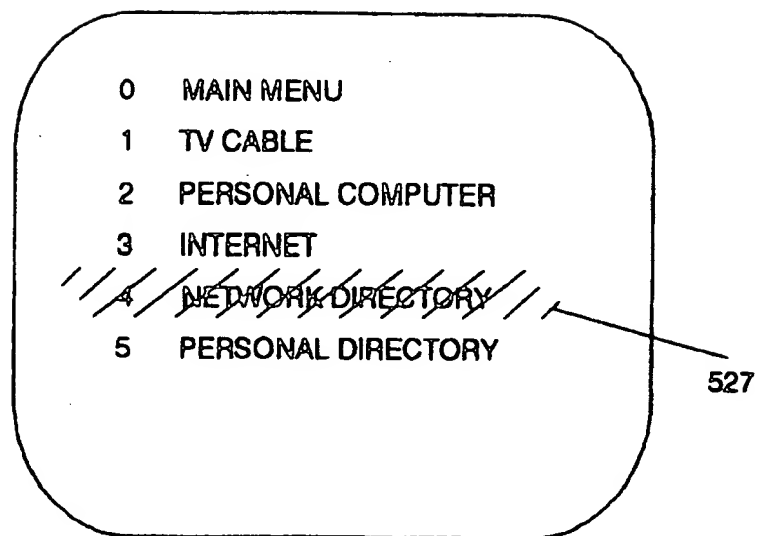 0 MAIN MENU
1 TV CABLE
2 PERSONAL COMPUTER
3 INTERNET
4 NETWORK DIRECTORY
5 PERSONAL DIRECTORY
527